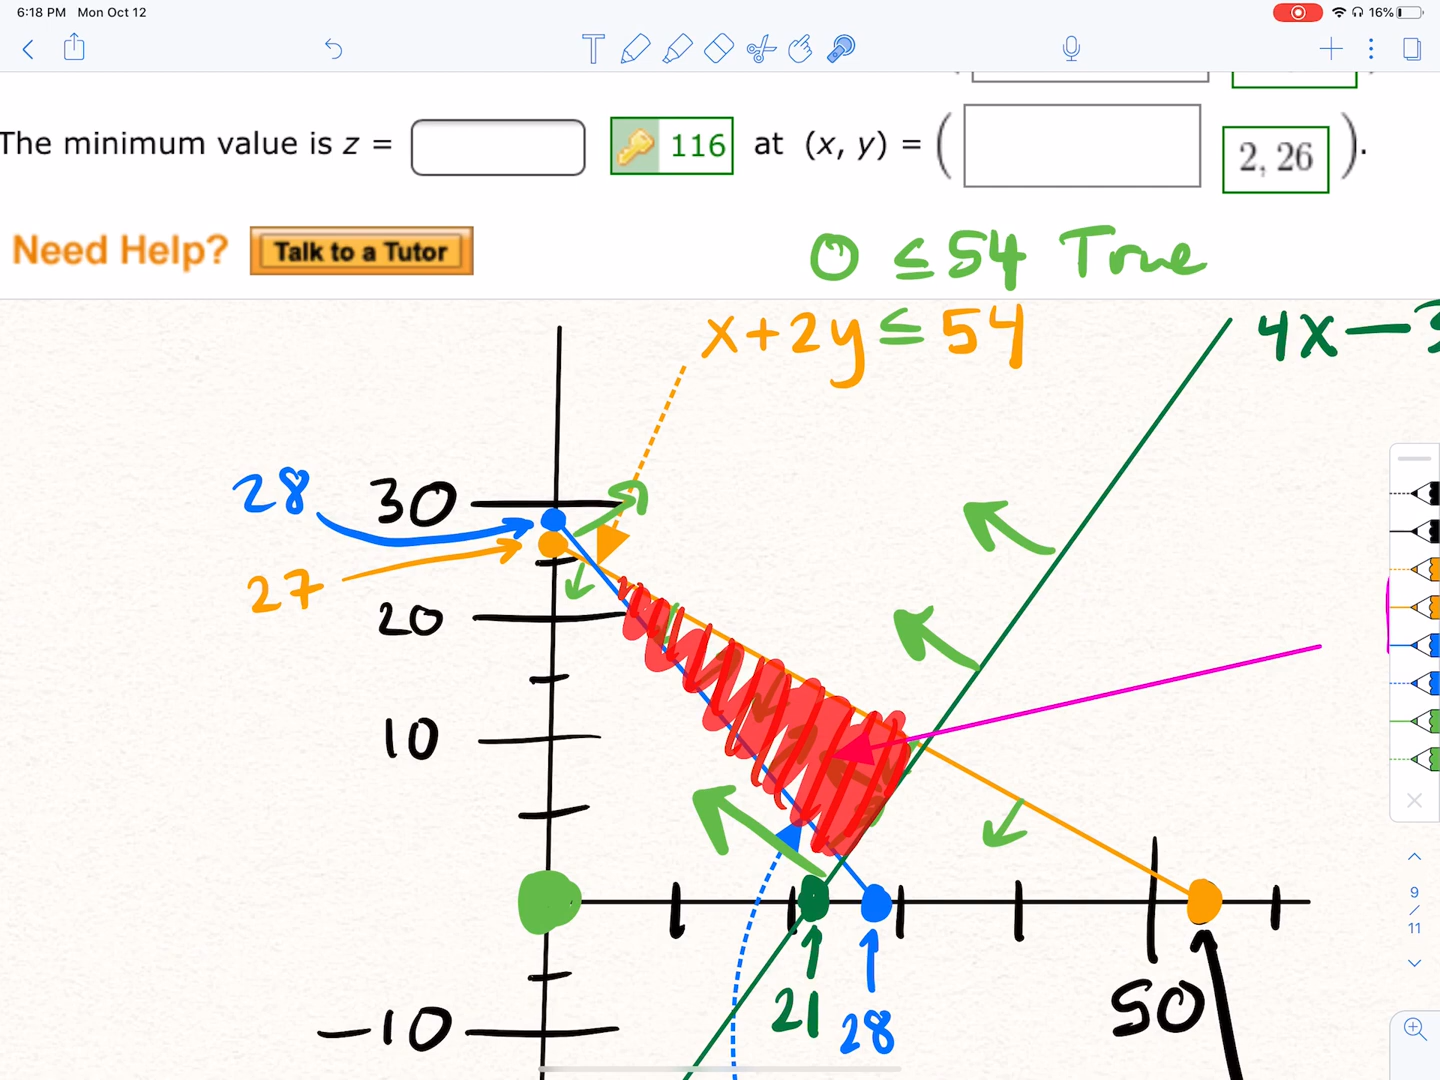 6:18 PM Mon Oct 12
16%
The minimum value is z = 116 at (x, y) = ( 2, 26 ).
Need Help? Talk to a Tutor
0 ≤ 54 True
x+2y ≤ 54
4x—3
28
30
27
20
10
9
/
11
21
28
50
—10